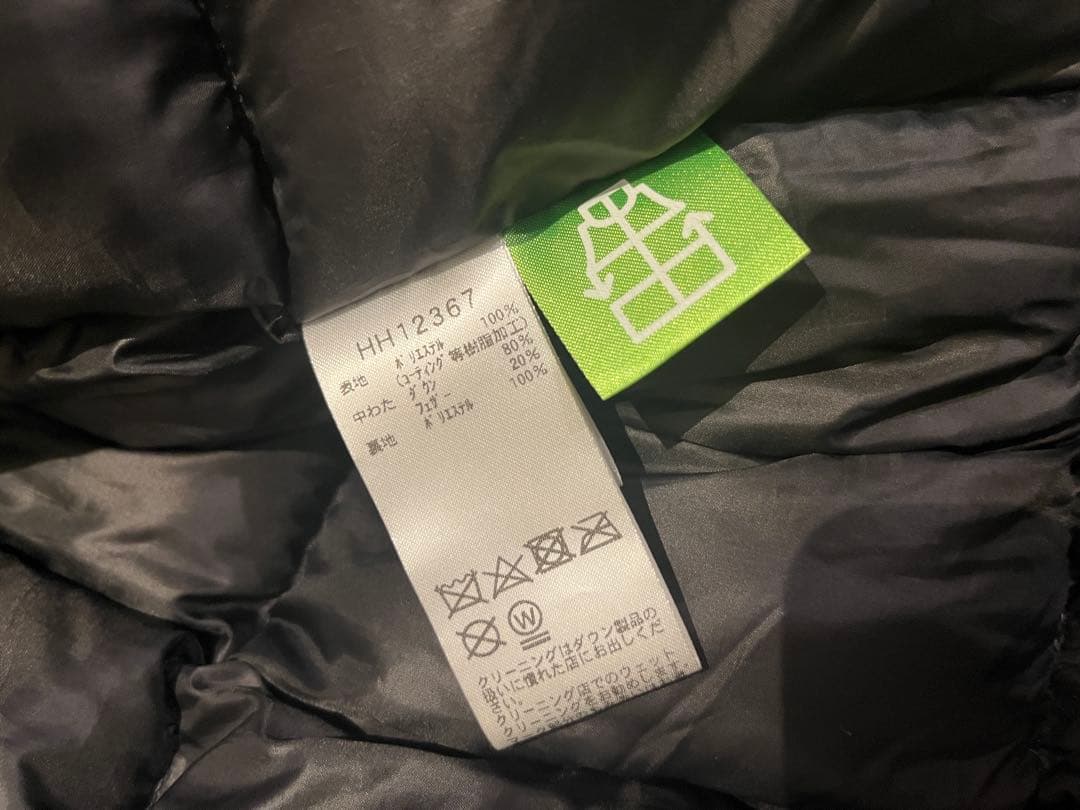 HH12367
表地 ポリエステル 100%
(コーティング等樹脂加工)
中わた ダウン 80%
フェザー 20%
裏地 ポリエステル 100%
W
クリーニングはダウン製品の
扱いに慣れた店にお出しくだ
さい。
クリーニング店でのウェット
クリーニングをお勧めします。